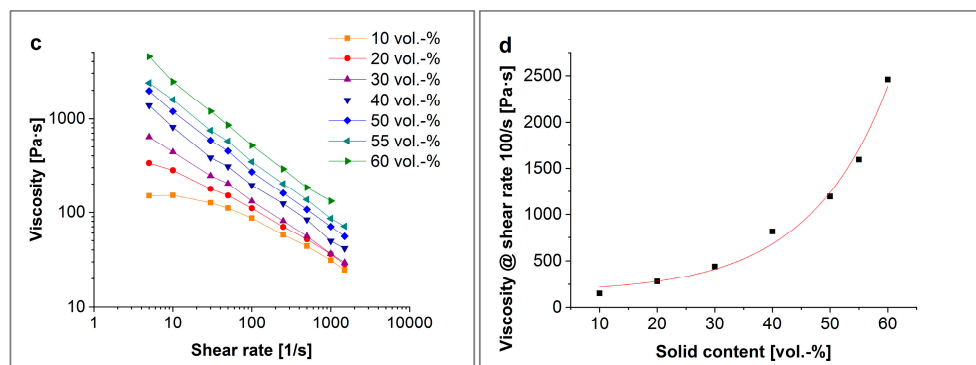 c
10 vol.-%
20 vol.-%
30 vol.-%
40 vol.-%
50 vol.-%
55 vol.-%
60 vol.-%
Viscosity [Pa·s]
1000
100
10
1 10 100 1000 10000
Shear rate [1/s]
d
Viscosity @ shear rate 100/s [Pa·s]
2500
2000
1500
1000
500
0
10 20 30 40 50 60
Solid content [vol.-%]